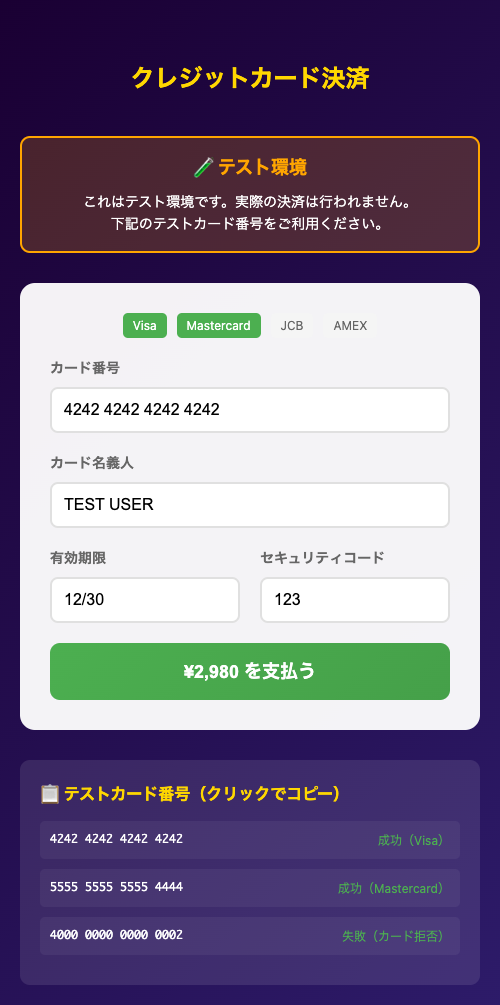 クレジットカード決済
テスト環境
これはテスト環境です。実際の決済は行われません。
下記のテストカード番号をご利用ください。
Visa Mastercard JCB AMEX
カード番号
4242 4242 4242 4242
カード名義人
TEST USER
有効期限 セキュリティコード
12/30 123
¥2,980 を支払う
テストカード番号（クリックでコピー）
4242 4242 4242 4242 成功（Visa）
5555 5555 5555 4444 成功（Mastercard）
4000 0000 0000 0002 失敗（カード拒否）